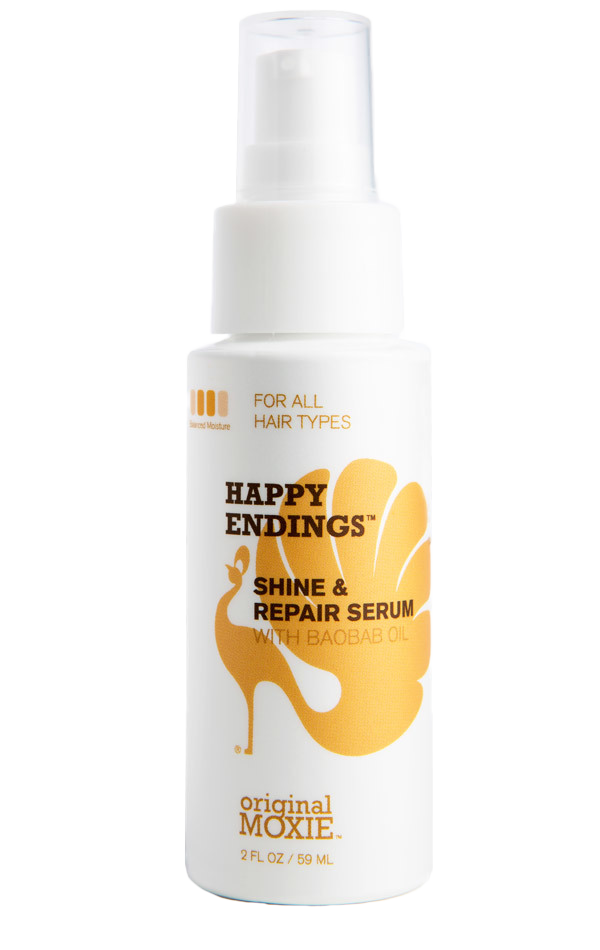 FOR ALL
HAIR TYPES
Moisture
HAPPY
ENDINGS™
SHINE &
REPAIR SERUM
WITH BAOBAB OIL
®
original
MOXIE™
2 FL OZ / 59 ML